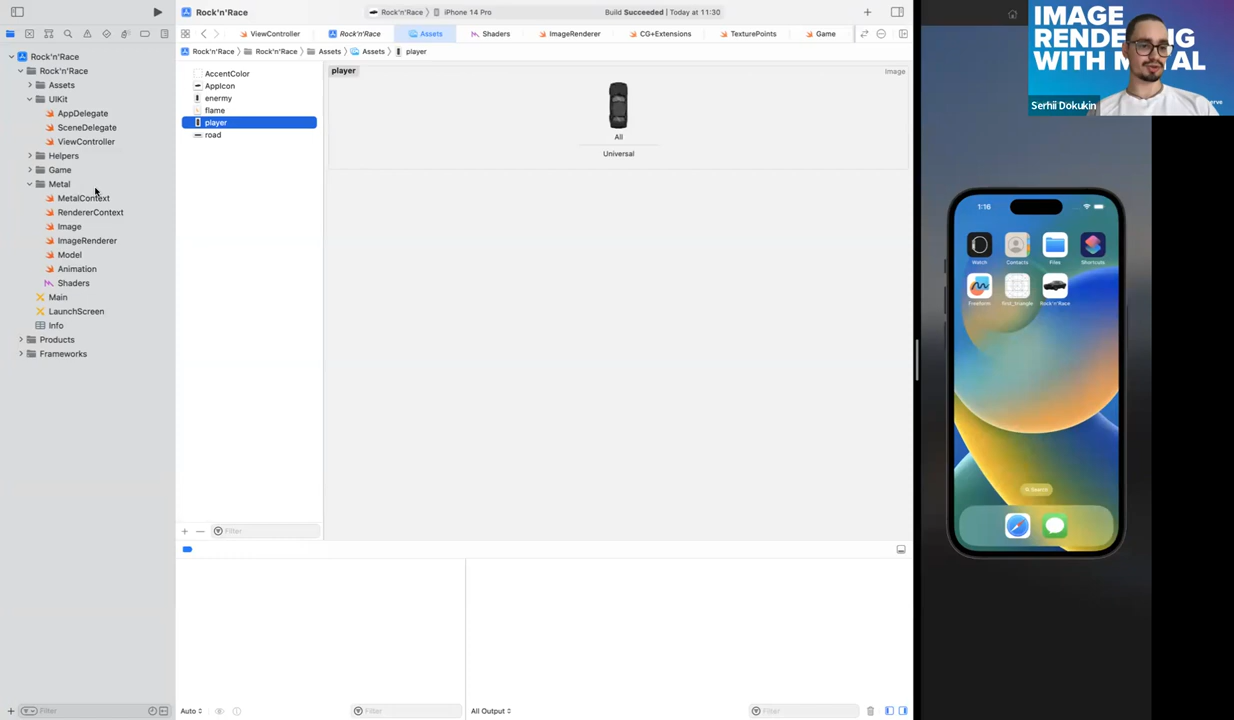 Rock'n'Race
Rock'n'Race
iPhone 14 Pro
Build Succeeded | Today at 11:30
ViewController
Rock'n'Race
Assets
Shaders
ImageRenderer
CG+Extensions
TexturePoints
Game
Rock'n'Race
Rock'n'Race
Assets
Assets
player
Rock'n'Race
Rock'n'Race
Assets
UIKit
AppDelegate
SceneDelegate
ViewController
Helpers
Game
Metal
MetalContext
RendererContext
Image
ImageRenderer
Model
Animation
Shaders
Main
LaunchScreen
Info
Products
Frameworks
Filter
AccentColor
AppIcon
enermy
flame
player
road
Filter
player
Image
All
Universal
Auto
Filter
All Output
Filter
IMAGE
RENDERING
WITH METAL
Serhii Dokukin
1:16
Watch
Contacts
Files
Shortcuts
Freeform
first_triangle
Rock'n'Race
Search